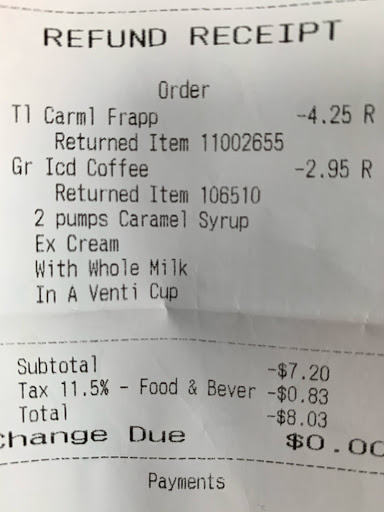 REFUND RECEIPT
Order
Tl Carml Frapp -4.25 R
Returned Item 11002655
Gr Icd Coffee -2.95 R
Returned Item 106510
2 pumps Caramel Syrup
Ex Cream
With Whole Milk
In A Venti Cup
Subtotal -$7.20
Tax 11.5% - Food & Bever -$0.83
Total -$8.03
Change Due $0.00
Payments